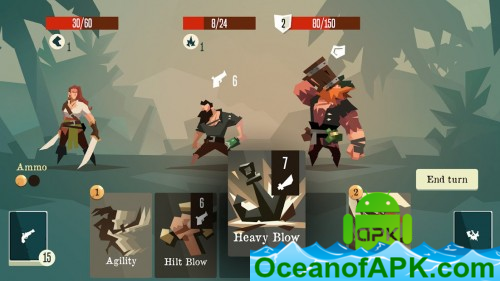 30/60
8/24
2
80/150
1
1
6
Ammo
7
1
6
2
End turn
Heavy Blow
Agility
Hilt Blow
15
APK
OceanofAPK.com